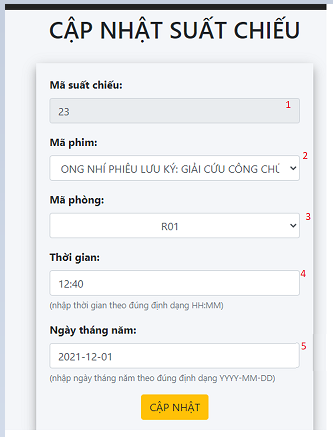 CẬP NHẬT SUẤT CHIẾU
Mã suất chiếu:
23
1
Mã phim:
2
ONG NHÍ PHIÊU LƯU KÝ: GIẢI CỨU CÔNG CHÚ
Mã phòng:
R01
3
Thời gian:
12:40
4
(nhập thời gian theo đúng định dạng HH:MM)
Ngày tháng năm:
2021-12-01
5
(nhập ngày tháng năm theo đúng định dạng YYYY-MM-DD)
CẬP NHẬT